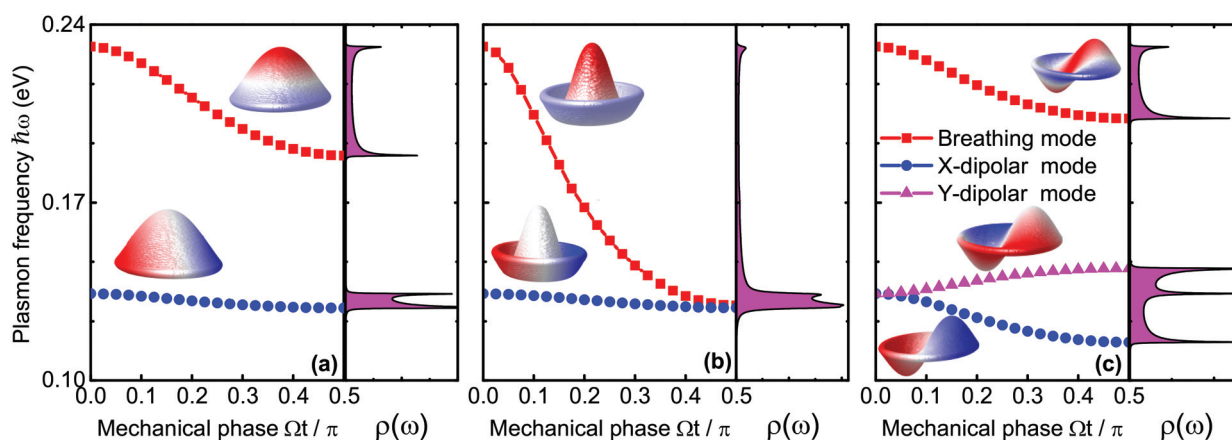 Plasmon frequency ℏω (eV)
0.24
0.17
0.10
Breathing mode
X-dipolar mode
Y-dipolar mode
(a)
(b)
(c)
0.0 0.1 0.2 0.3 0.4 0.5
0.0 0.1 0.2 0.3 0.4 0.5
0.0 0.1 0.2 0.3 0.4 0.5
Mechanical phase Ωt / π ρ(ω) Mechanical phase Ωt / π ρ(ω) Mechanical phase Ωt / π ρ(ω)